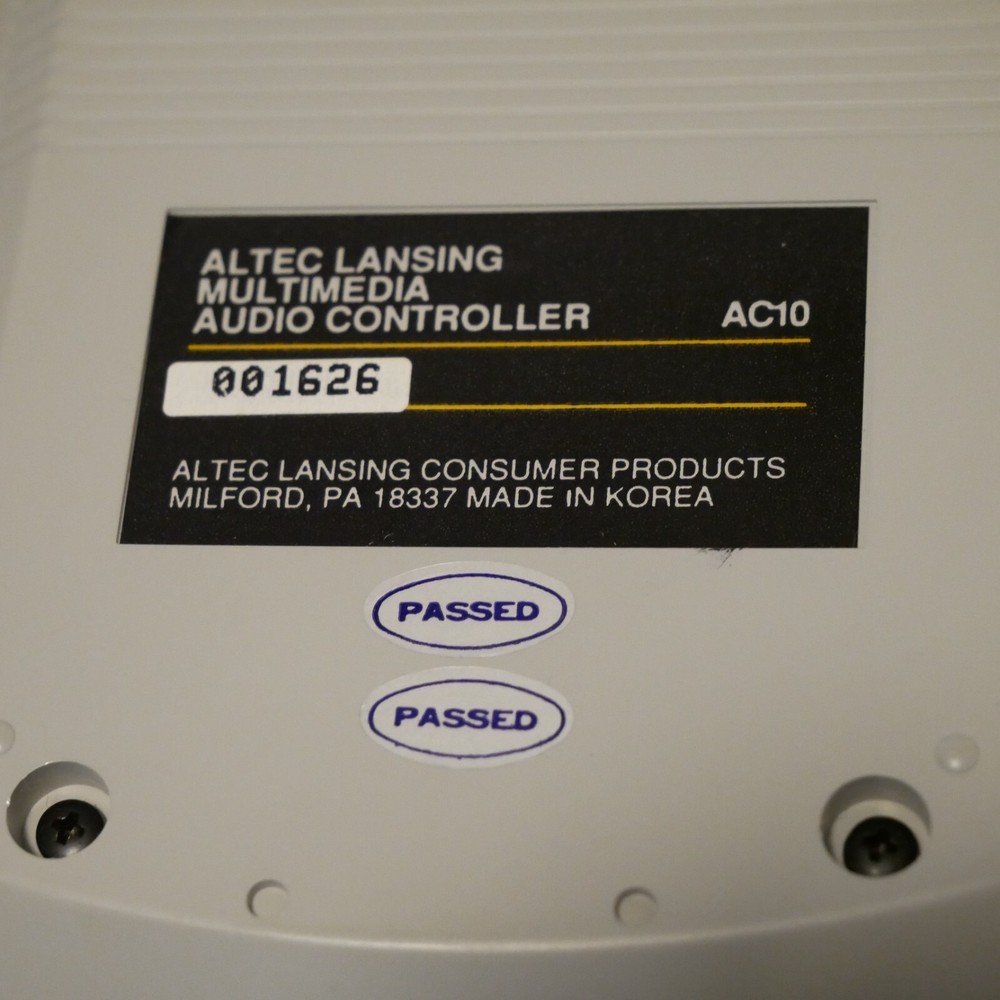 ALTEC LANSING
MULTIMEDIA
AUDIO CONTROLLER AC10
001626
ALTEC LANSING CONSUMER PRODUCTS
MILFORD, PA 18337 MADE IN KOREA
PASSED
PASSED